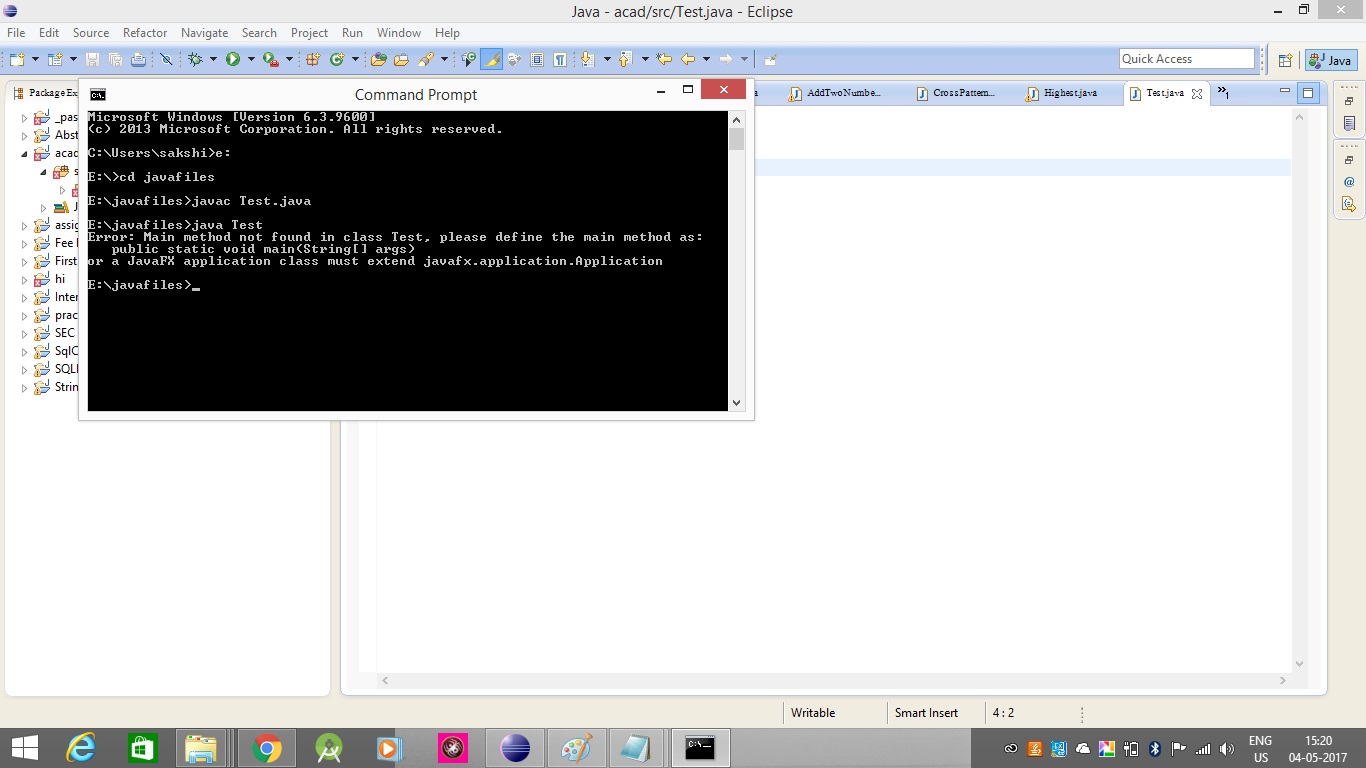 Java - acad/src/Test.java - Eclipse
File Edit Source Refactor Navigate Search Project Run Window Help
Quick Access
Java
Package Ex
AddTwoNumbe...
CrossPattern...
Highest.java
Test.java
»1
Command Prompt
Microsoft Windows [Version 6.3.9600]
(c) 2013 Microsoft Corporation. All rights reserved.
C:\Users\sakshi>e:
E:\>cd javafiles
E:\javafiles>javac Test.java
E:\javafiles>java Test
Error: Main method not found in class Test, please define the main method as:
public static void main(String[] args)
or a JavaFX application class must extend javafx.application.Application
E:\javafiles>_
_pas
Abst
acad
s
J
assig
Fee
First
hi
Inter
prac
SEC
SqlC
SQLI
Strin
Writable
Smart Insert
4 : 2
ENG
US
15:20
04-05-2017